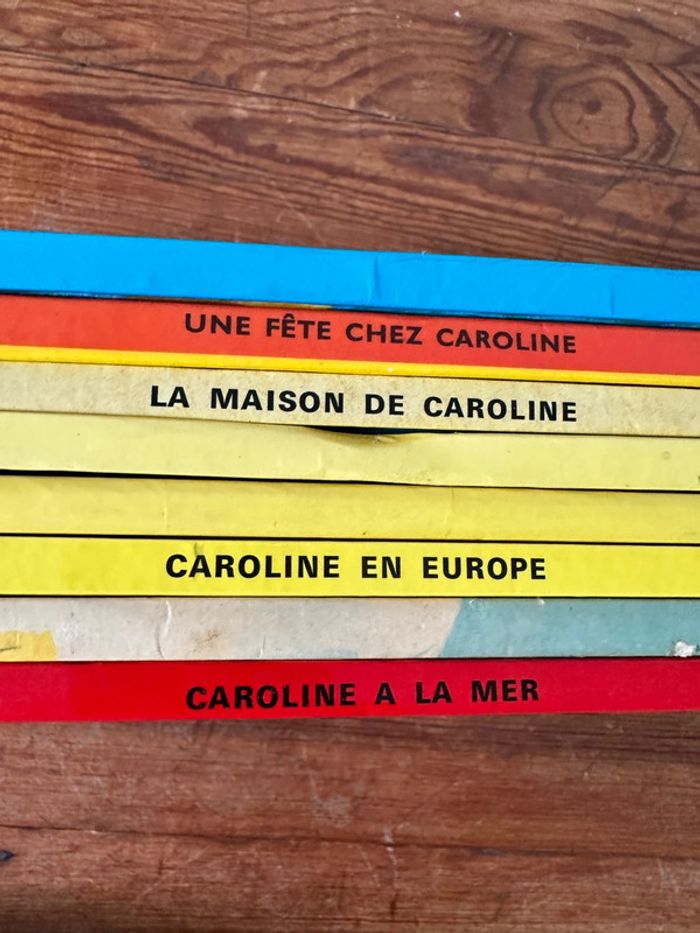 UNE FÊTE CHEZ CAROLINE
LA MAISON DE CAROLINE
CAROLINE EN EUROPE
CAROLINE A LA MER